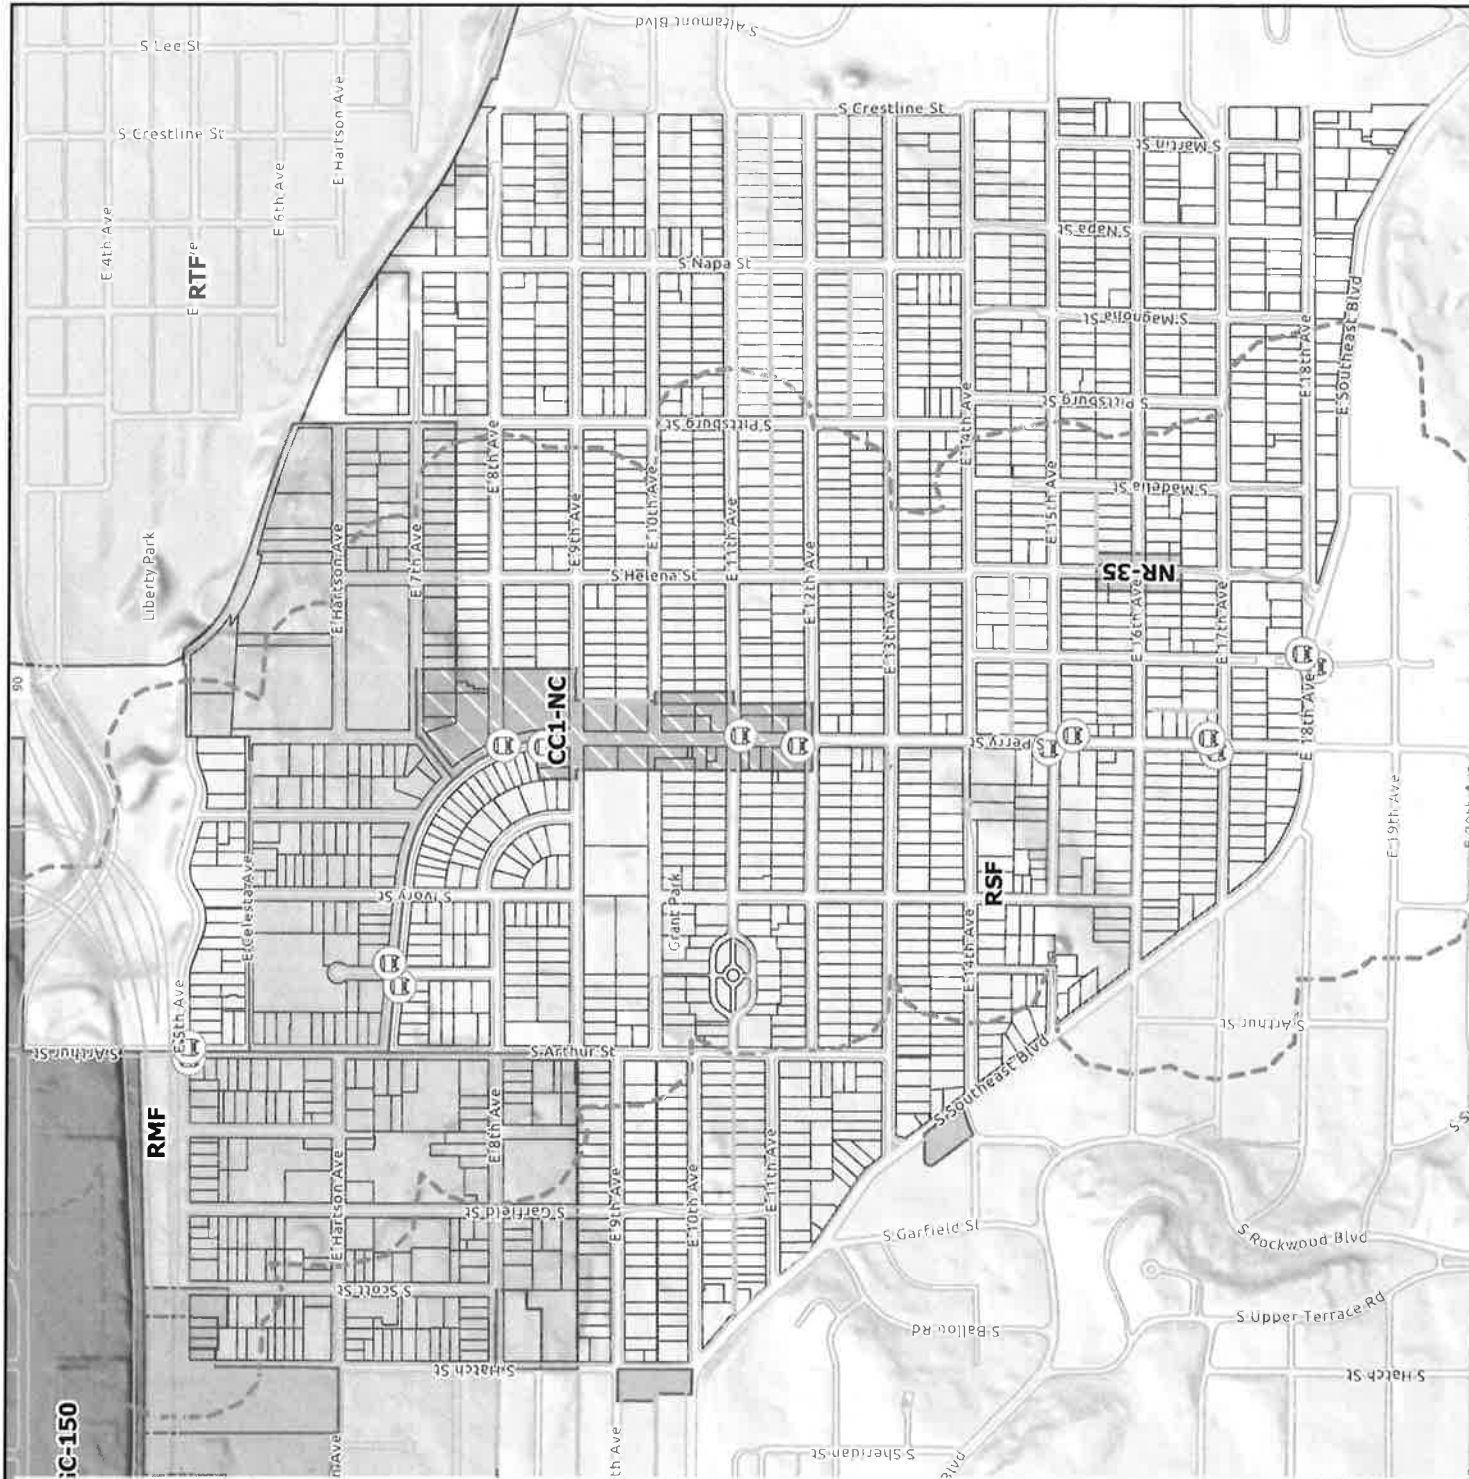 S Altamont Blvd
S Lee St
S Crestline St
E Hartson Ave
E 4th Ave
E 6th Ave
RTF
S Crestline St
S Martin St
S Napa St
S Napa St
S Magnolia St
E 18th Ave
E Southeast Blvd
S Pittsburg St
S Pittsburg St
E 14th Ave
E 8th Ave
E 9th Ave
E 10th Ave
E 11th Ave
E 12th Ave
E 15th Ave
S Madelia St
Liberty Park
E Hartson Ave
E 7th Ave
S Helena St
NR-35
E 13th Ave
E 16th Ave
E 17th Ave
90
CC1-NC
S Perry St
E 18th Ave
E 19th Ave
E Celesta Ave
S Ivory St
Grant Park
RSF
E 14th Ave
E 5th Ave
S Arthur St
S Arthur St
S Arthur St
S Southeast Blvd
RMF
E Hartson Ave
E 8th Ave
S Garfield St
E 9th Ave
E 10th Ave
E 11th Ave
S Garfield St
S Rockwood Blvd
S Scott St
S Ballou Rd
S Upper Terrace Rd
S Hatch St
S Hatch St
GC-150
S Sheridan St
Blvd